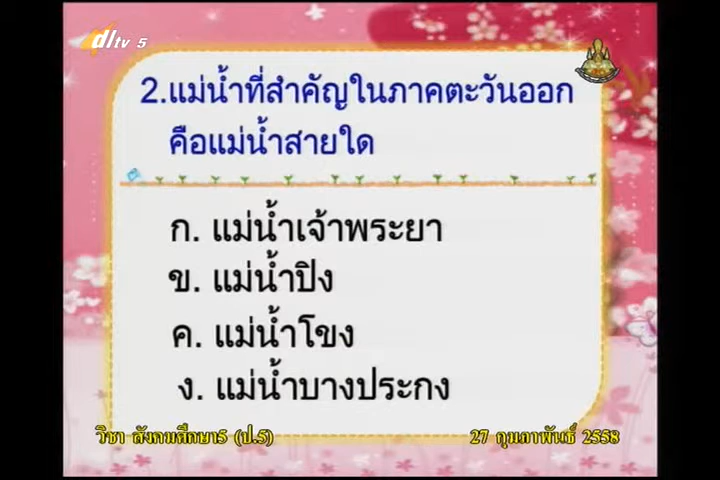 dltv 5
2.แม่น้ำที่สำคัญในภาคตะวันออก
คือแม่น้ำสายใด
ก. แม่น้ำเจ้าพระยา
ข. แม่น้ำปิง
ค. แม่น้ำโขง
ง. แม่น้ำบางประกง
วิชา สังคมศึกษา5 (ป.5)
27 กุมภาพันธ์ 2558